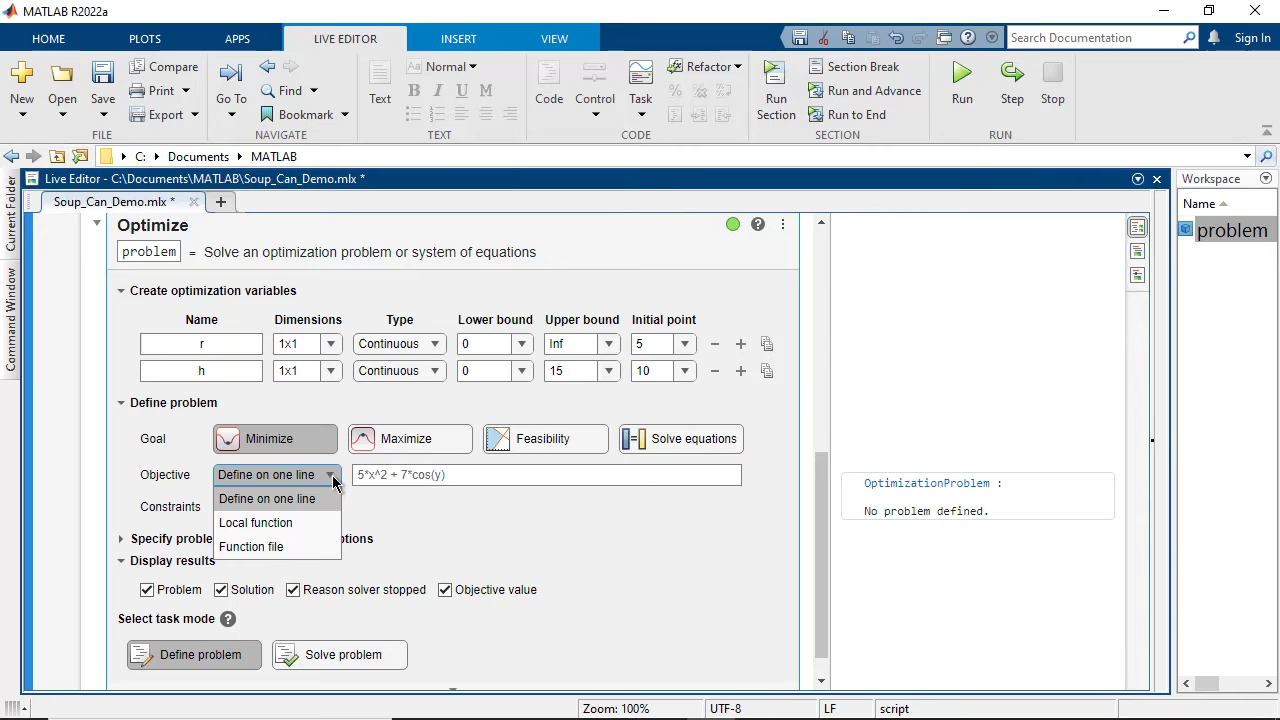 MATLAB R2022a
HOME PLOTS APPS LIVE EDITOR INSERT VIEW Search Documentation Sign In
New Open Save Compare Print Export
FILE
Go To Find Bookmark
NAVIGATE
Text Aa Normal B I U M
TEXT
Code Control Task Refactor
CODE
Run Section Section Break Run and Advance Run to End
SECTION
Run Step Stop
RUN
C: Documents MATLAB
Current Folder
Command Window
Live Editor - C:\Documents\MATLAB\Soup_Can_Demo.mlx *
Soup_Can_Demo.mlx *
Workspace
Name
problem
Optimize
problem = Solve an optimization problem or system of equations
Create optimization variables
Name Dimensions Type Lower bound Upper bound Initial point
r 1x1 Continuous 0 Inf 5
h 1x1 Continuous 0 15 10
Define problem
Goal Minimize Maximize Feasibility Solve equations
Objective Define on one line 5*x^2 + 7*cos(y)
Define on one line
Constraints
Local function
Function file
Specify proble tions
Display results
Problem Solution Reason solver stopped Objective value
Select task mode
Define problem Solve problem
OptimizationProblem :
No problem defined.
Zoom: 100% UTF-8 LF script